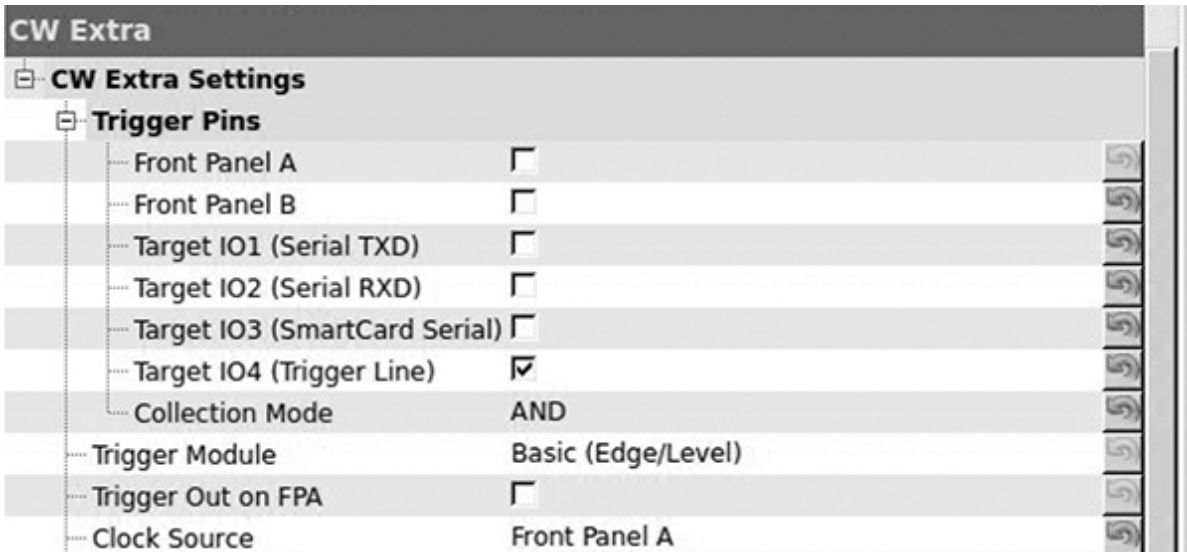 CW Extra
CW Extra Settings
Trigger Pins
Front Panel A
Front Panel B
Target IO1 (Serial TXD)
Target IO2 (Serial RXD)
Target IO3 (SmartCard Serial)
Target IO4 (Trigger Line)
Collection Mode AND
Trigger Module Basic (Edge/Level)
Trigger Out on FPA
Clock Source Front Panel A